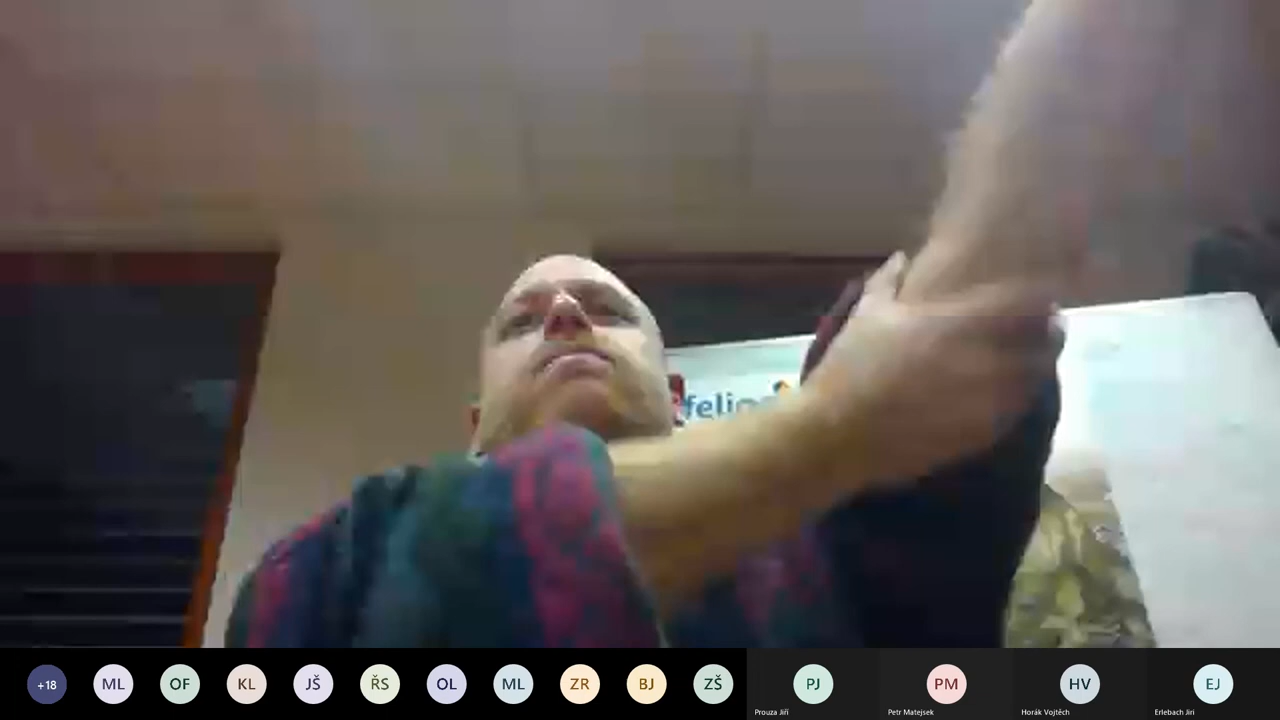 felin
+18
ML
OF
KL
JŠ
ŘS
OL
ML
ZR
BJ
ZŠ
PJ
Prouza Jiří
PM
Petr Matejsek
HV
Horák Vojtěch
EJ
Erlebach Jiri